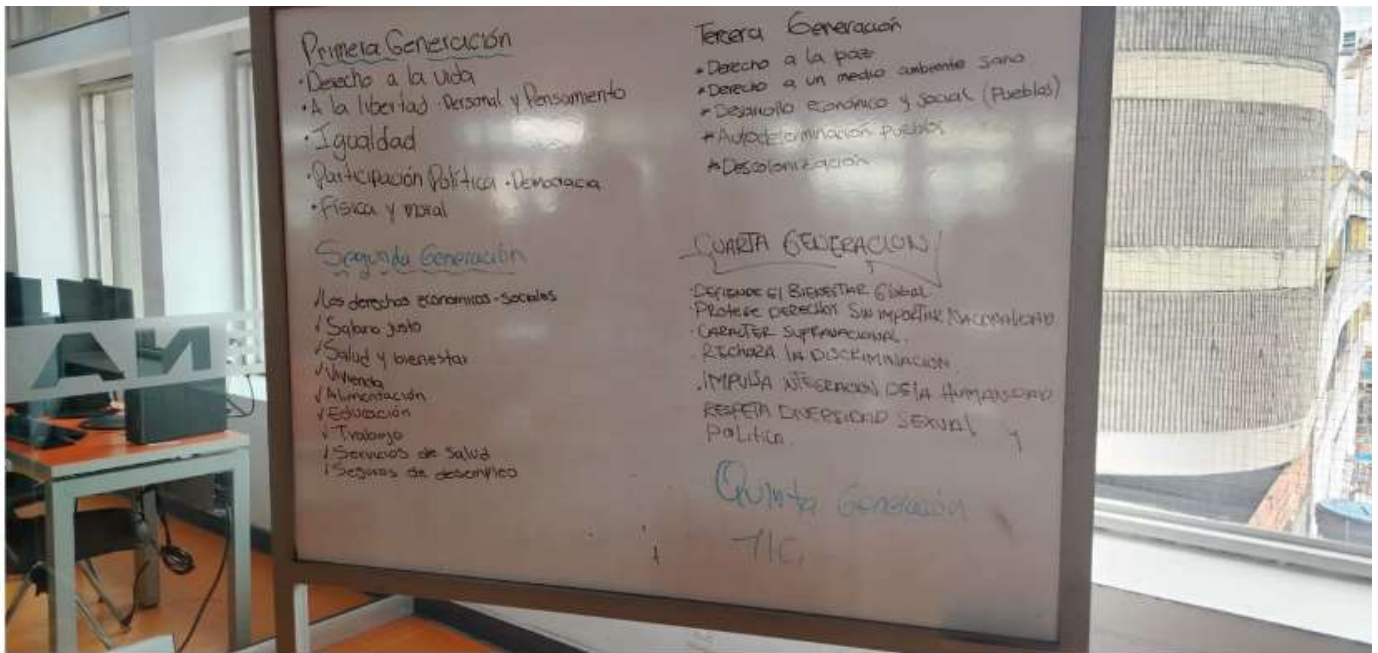 Primera Generación
·Derecho a la vida
·A la libertad Personal y Pensamiento
·Igualdad
·Participación Política·Democracia
·Física y moral
Segunda Generación
✓Los derechos económicos-sociales
✓Salario justo
✓Salud y bienestar
✓Vivienda
✓Alimentación
✓Educación
✓Trabajo
✓Servicios de salud
✓Seguros de desempleo
Tercera Generación
*Derecho a la paz
*Derecho a un medio ambiente sano
*Desarrollo económico y social (Pueblos)
*Autodeterminación pueblos
*Descolonización
CUARTA GENERACION
·DEFIENDE El BIENESTAR GLOBAL
·PROTEGE DERECHOS SIN IMPORTAR NACIONALIDAD
·CARACTER SUPRANACIONAL.
·RECHAZA lA DISCRIMINACION
·IMPULSA INTEGRACION DE lA HUMANIDAD
RESPETA DIVERSIDAD SEXUAL y
política.
Quinta Generación
TIC.
NA